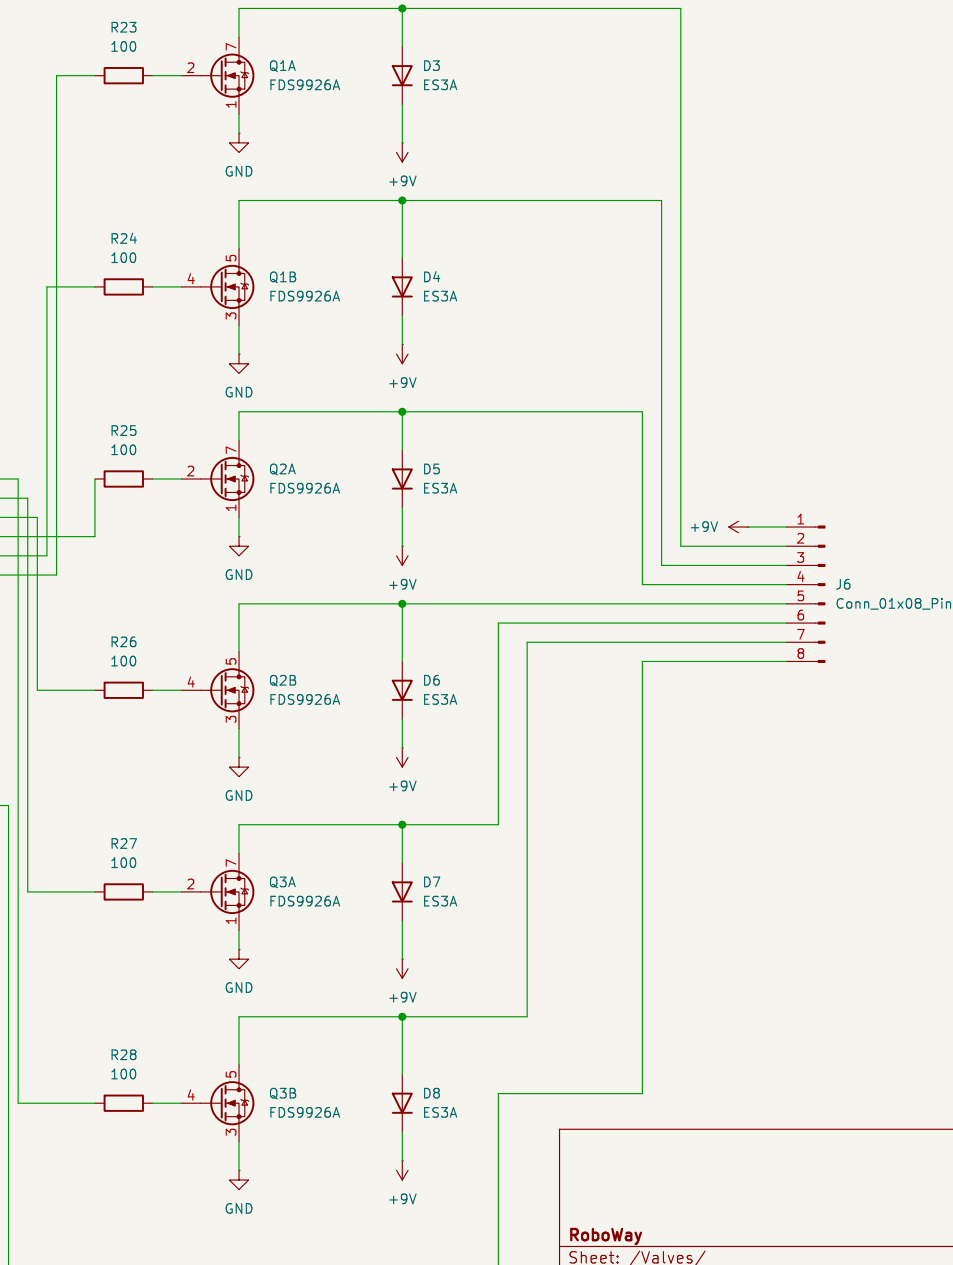 R23
100
7
2
1
Q1A
FDS9926A
D3
ES3A
GND
+9V
R24
100
5
4
3
Q1B
FDS9926A
D4
ES3A
GND
+9V
R25
100
7
2
1
Q2A
FDS9926A
D5
ES3A
GND
+9V
+9V
1
2
3
4
5
6
7
8
J6
Conn_01x08_Pin
R26
100
5
4
3
Q2B
FDS9926A
D6
ES3A
GND
+9V
R27
100
7
2
1
Q3A
FDS9926A
D7
ES3A
GND
+9V
R28
100
5
4
3
Q3B
FDS9926A
D8
ES3A
GND
+9V
RoboWay
Sheet: /Valves/